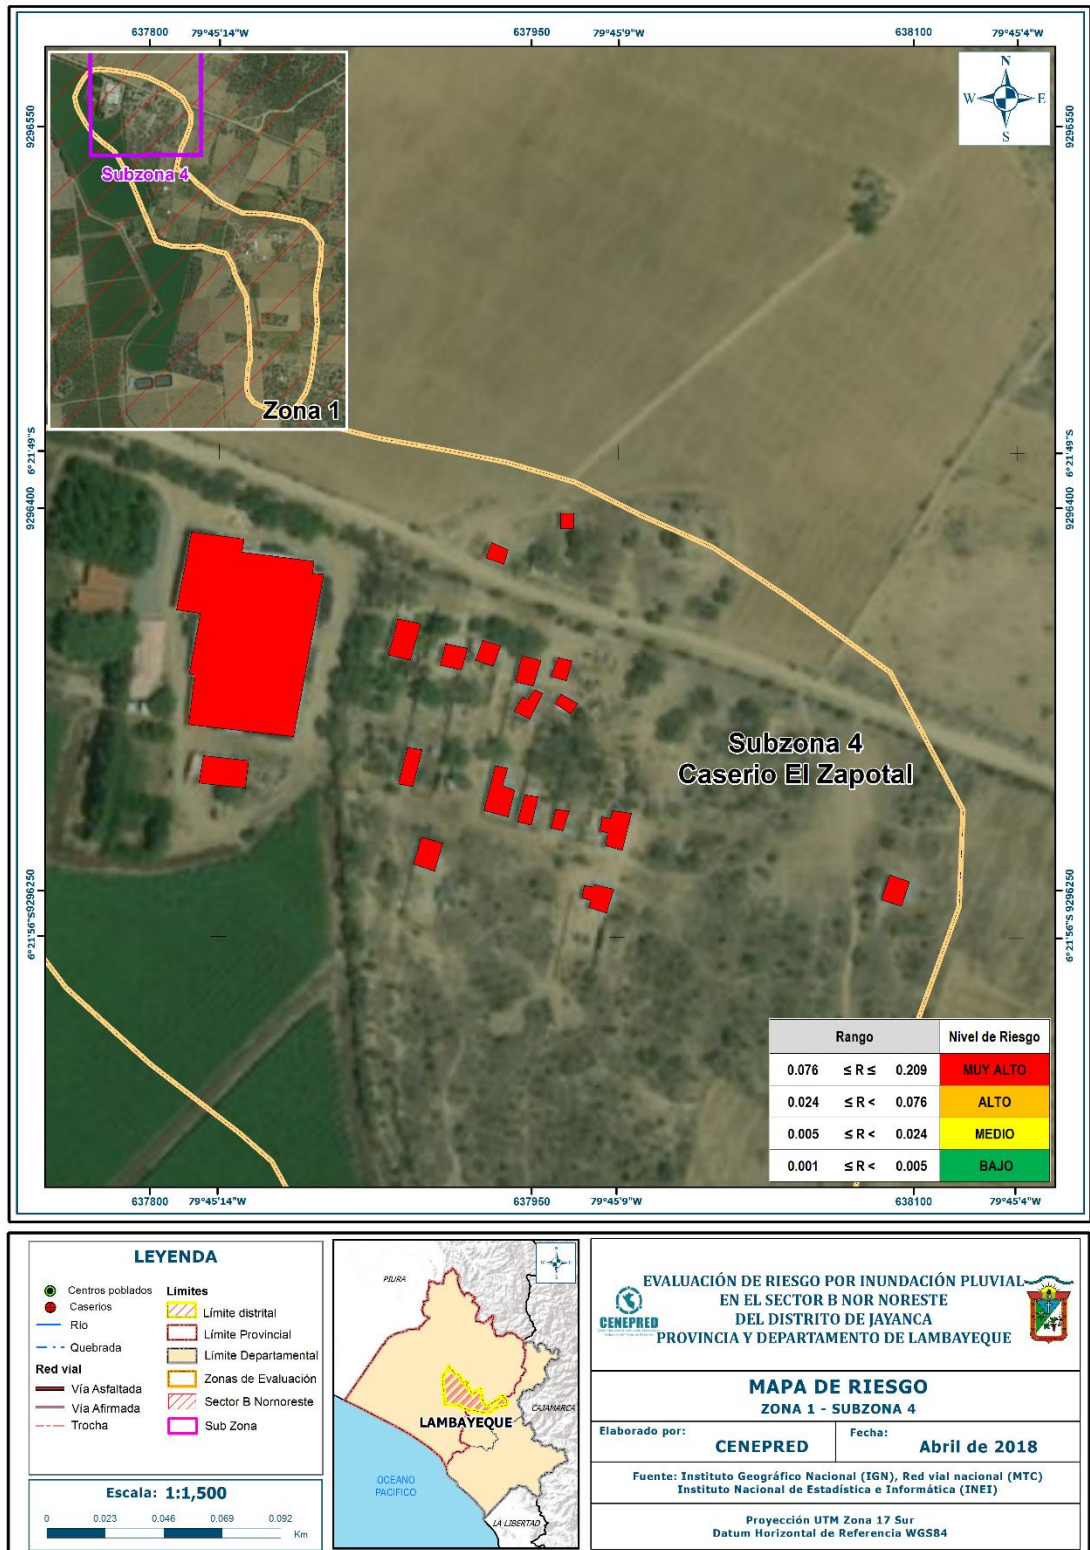 637800
79°45'14"W
637950
79°45'9"W
638100
79°45'4"W
N
W
E
S
9296550
9296550
Subzona 4
Zona 1
6°21'49"S
6°21'49"S
9296400
9296400
Subzona 4
Caserio El Zapotal
9296250
9296250
6°21'56"S
6°21'56"S
Rango
Nivel de Riesgo
0.076 ≤ R ≤ 0.209 MUY ALTO
0.024 ≤ R < 0.076 ALTO
0.005 ≤ R < 0.024 MEDIO
0.001 ≤ R < 0.005 BAJO
637800
79°45'14"W
637950
79°45'9"W
638100
79°45'4"W
LEYENDA
Centros poblados
Caserios
Río
Quebrada
Red vial
Vía Asfaltada
Vía Afirmada
Trocha
Límites
Límite distrital
Límite Provincial
Límite Departamental
Zonas de Evaluación
Sector B Nornoreste
Sub Zona
Escala: 1:1,500
0 0.023 0.046 0.069 0.092
Km
PIURA
CAJAMARCA
LAMBAYEQUE
OCEANO
PACIFICO
LA LIBERTAD
CENEPRED
EVALUACIÓN DE RIESGO POR INUNDACIÓN PLUVIAL
EN EL SECTOR B NOR NORESTE
DEL DISTRITO DE JAYANCA
PROVINCIA Y DEPARTAMENTO DE LAMBAYEQUE
MAPA DE RIESGO
ZONA 1 - SUBZONA 4
Elaborado por:
CENEPRED
Fecha:
Abril de 2018
Fuente: Instituto Geográfico Nacional (IGN), Red vial nacional (MTC)
Instituto Nacional de Estadística e Informática (INEI)
Proyección UTM Zona 17 Sur
Datum Horizontal de Referencia WGS84